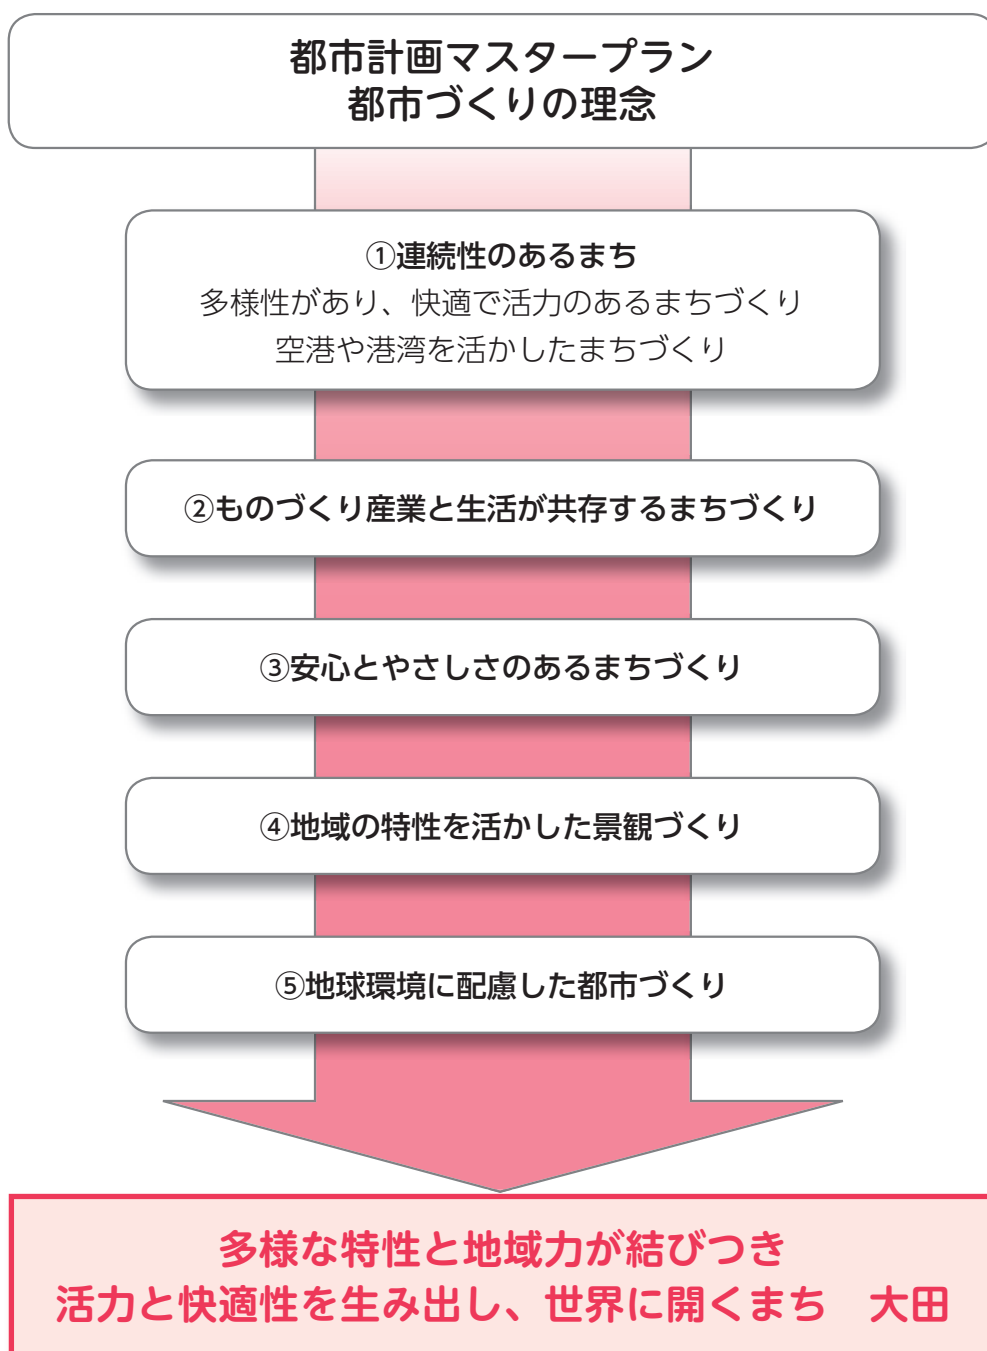 都市計画マスタープラン
都市づくりの理念
①連続性のあるまち
多様性があり、快適で活力のあるまちづくり
空港や港湾を活かしたまちづくり
②ものづくり産業と生活が共存するまちづくり
③安心とやさしさのあるまちづくり
④地域の特性を活かした景観づくり
⑤地球環境に配慮した都市づくり
多様な特性と地域力が結びつき
活力と快適性を生み出し、世界に開くまち　大田